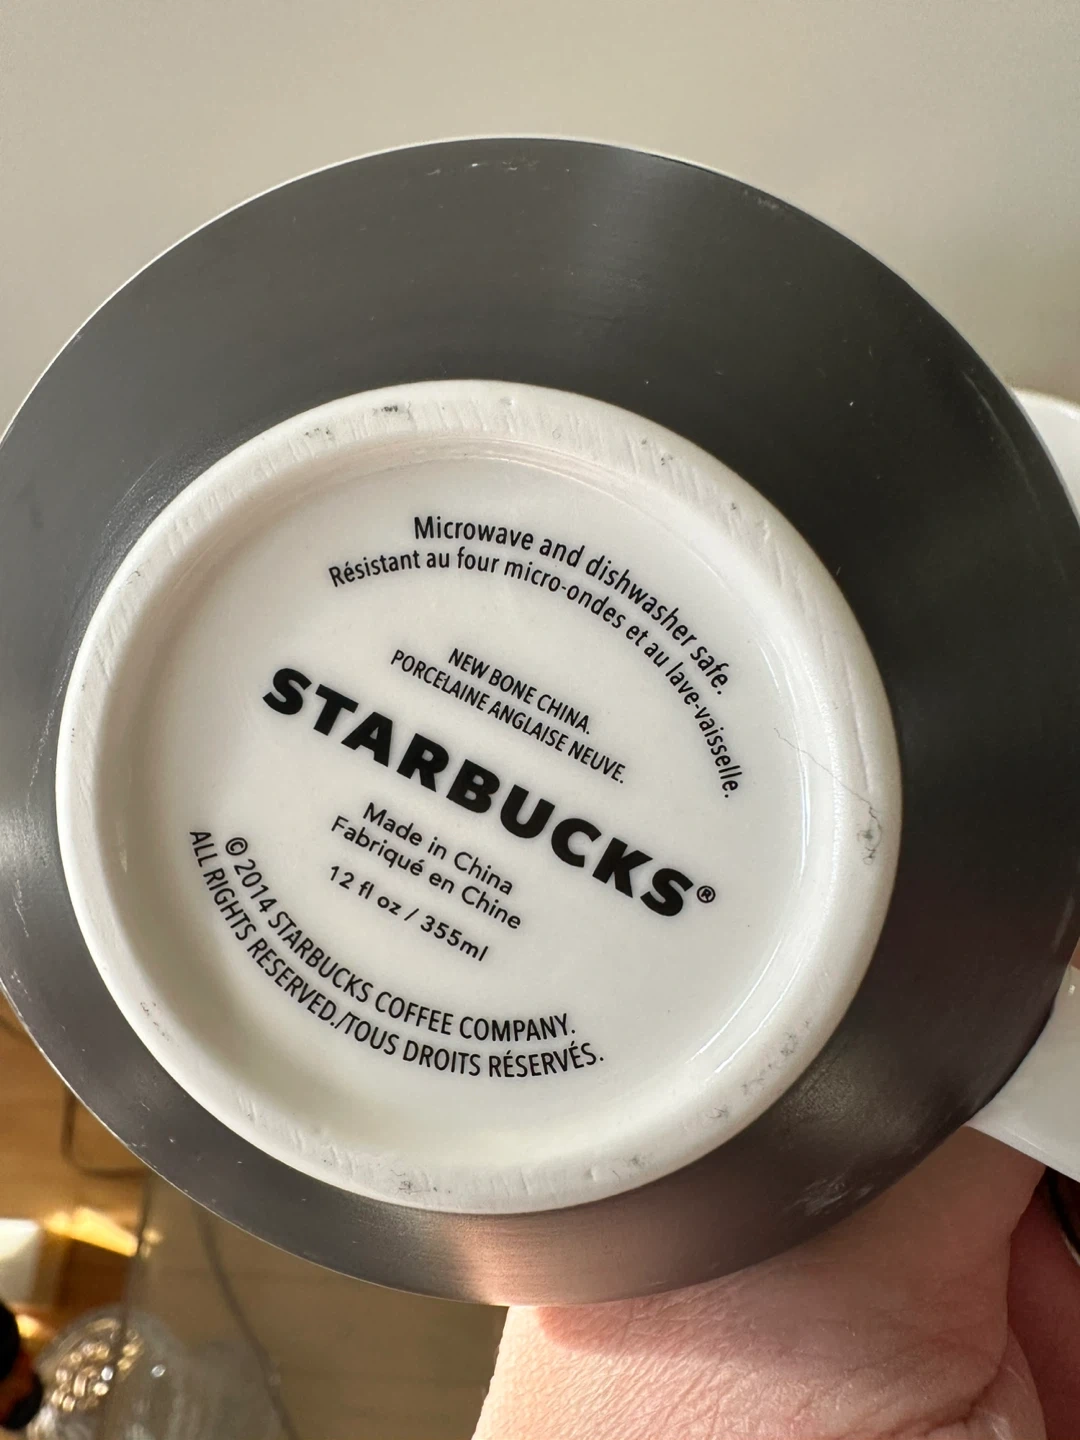 Microwave and dishwasher safe.
Résistant au four micro-ondes et au lave-vaisselle.
NEW BONE CHINA.
PORCELAINE ANGLAISE NEUVE.
STARBUCKS®
Made in China
Fabriqué en Chine
12 fl oz / 355ml
© 2014 STARBUCKS COFFEE COMPANY.
ALL RIGHTS RESERVED./TOUS DROITS RÉSERVÉS.